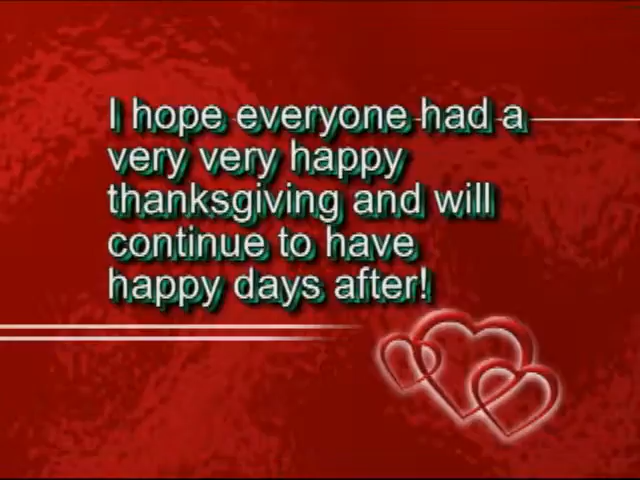 I hope everyone had a
very very happy
thanksgiving and will
continue to have
happy days after!